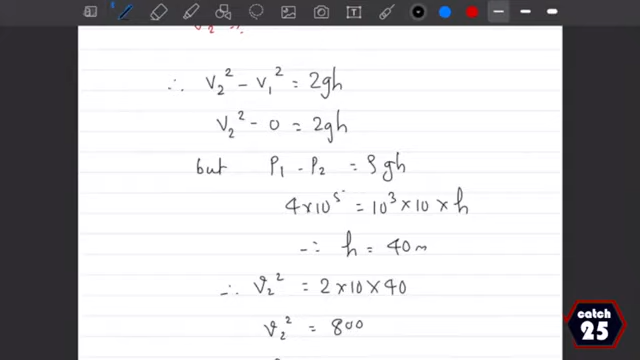 ∴ V₂² - V₁² = 2gh
V₂² - 0 = 2gh
but P₁ - P₂ = ρgh
4×10⁵ = 10³ × 10 × h
∴ h = 40 m
∴ v₂² = 2×10×40
v₂² = 800
catch
25